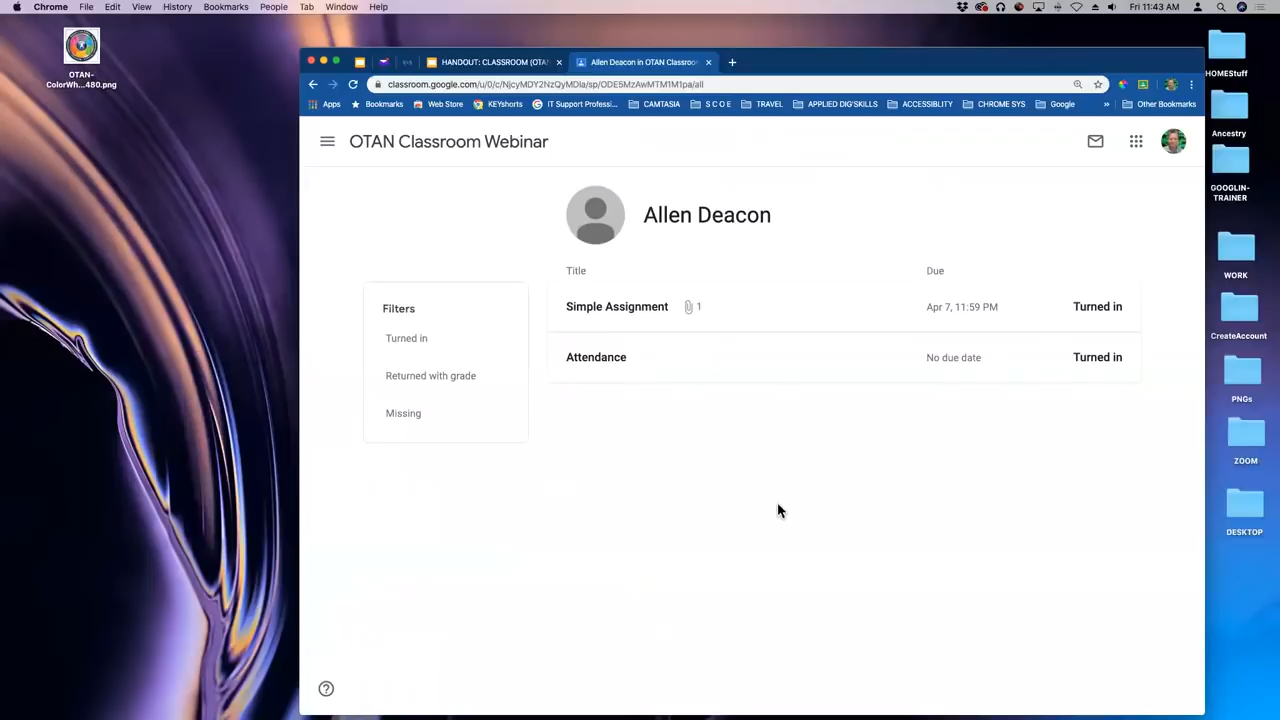 Chrome File Edit View History Bookmarks People Tab Window Help Fri 11:43 AM
OTAN-
ColorWh...480.png
HANDOUT: CLASSROOM (OTAN
Allen Deacon in OTAN Classroom
classroom.google.com/u/0/c/NjcyMDY2NzQyMDla/sp/ODE5MzAwMTM1M1pa/all
Apps Bookmarks Web Store KEYshorts IT Support Professi... CAMTASIA S C O E TRAVEL APPLIED DIG'SKILLS ACCESSIBLITY CHROME SYS Google » Other Bookmarks
OTAN Classroom Webinar
Allen Deacon
Title Due
Simple Assignment 1 Apr 7, 11:59 PM Turned in
Attendance No due date Turned in
Filters
Turned in
Returned with grade
Missing
HOMEStuff
Ancestry
GOOGLIN-
TRAINER
WORK
CreateAccount
PNGs
ZOOM
DESKTOP